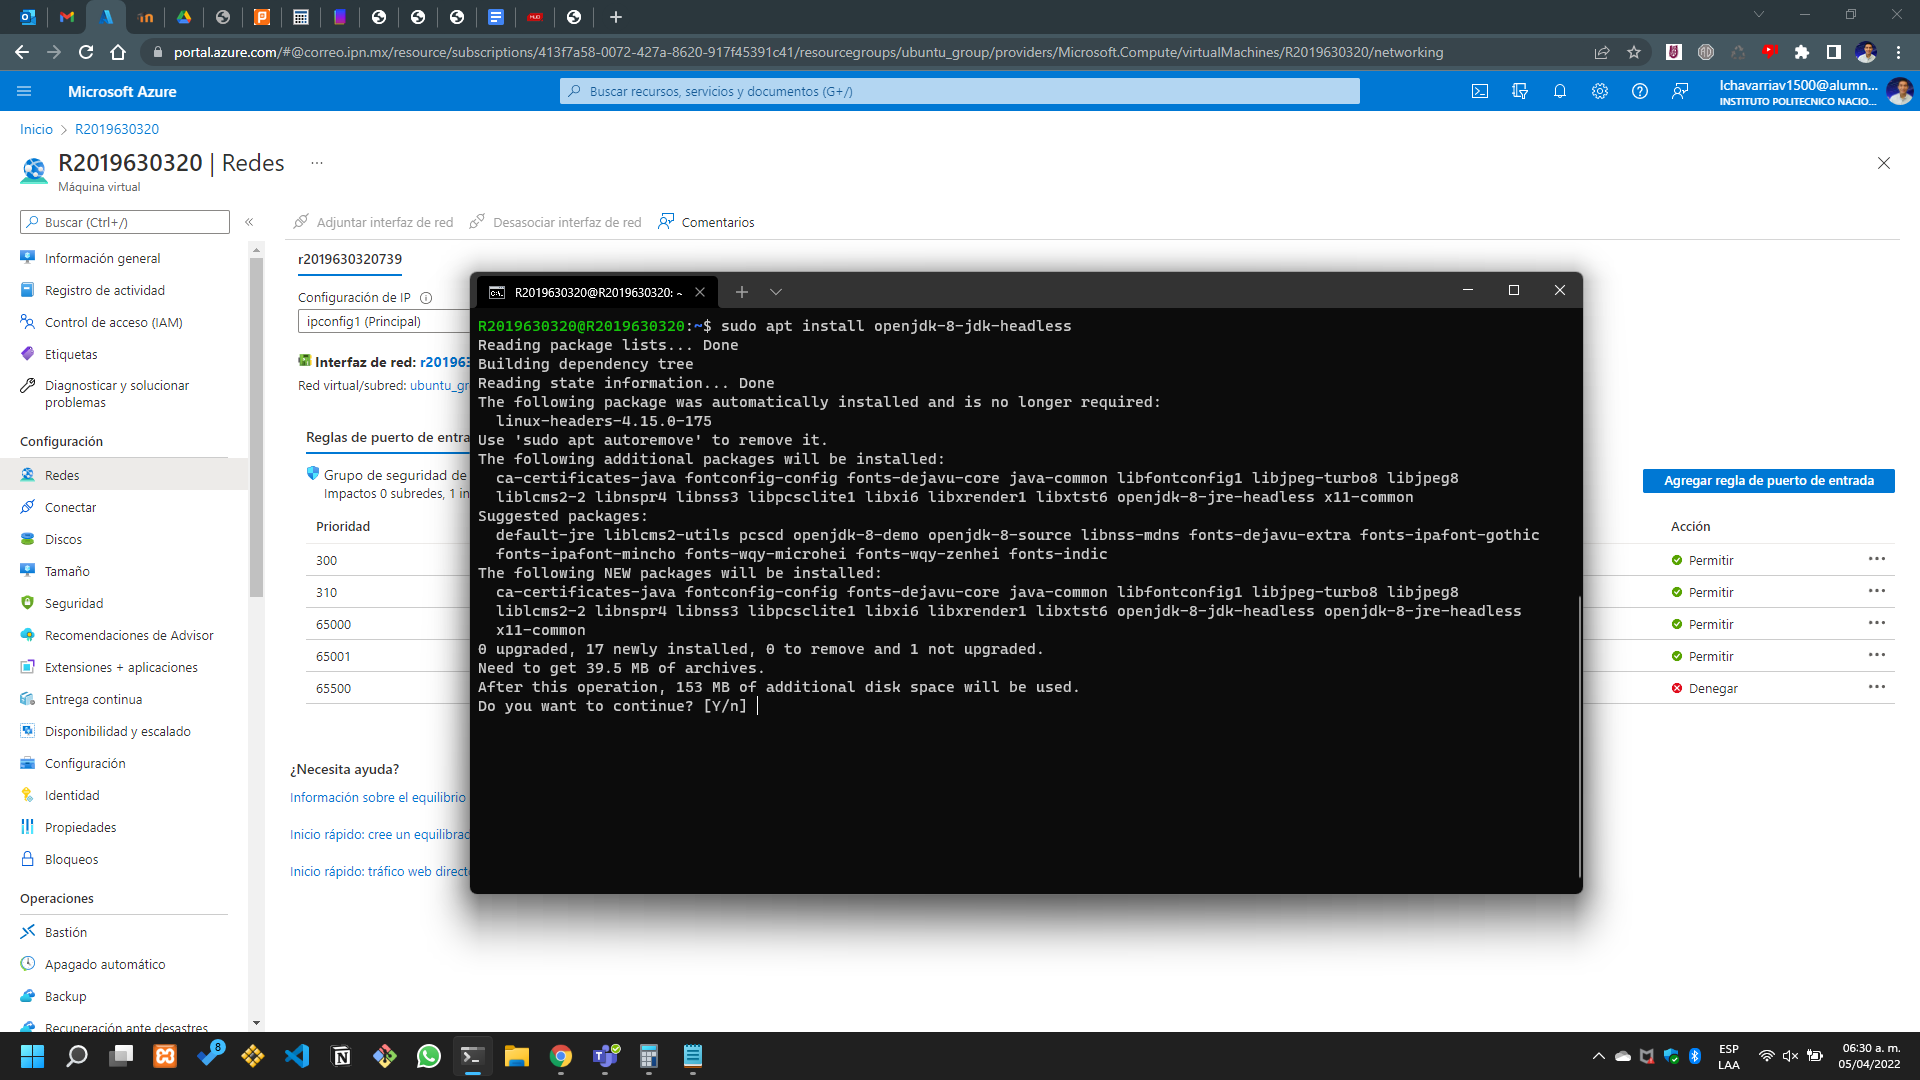 portal.azure.com/#@correo.ipn.mx/resource/subscriptions/413f7a58-0072-427a-8620-917f45391c41/resourcegroups/ubuntu_group/providers/Microsoft.Compute/virtualMachines/R2019630320/networking
Microsoft Azure
Buscar recursos, servicios y documentos (G+/)
lchavarriav1500@alumn...
INSTITUTO POLITECNICO NACIO...
Inicio > R2019630320
R2019630320 | Redes ...
Máquina virtual
Buscar (Ctrl+/)
Adjuntar interfaz de red
Desasociar interfaz de red
Comentarios
Información general
Registro de actividad
Control de acceso (IAM)
Etiquetas
Diagnosticar y solucionar
problemas
Configuración
Redes
Conectar
Discos
Tamaño
Seguridad
Recomendaciones de Advisor
Extensiones + aplicaciones
Entrega continua
Disponibilidad y escalado
Configuración
Identidad
Propiedades
Bloqueos
Operaciones
Bastión
Apagado automático
Backup
Recuperación ante desastres
r2019630320739
Configuración de IP
ipconfig1 (Principal)
Interfaz de red: r20196
Red virtual/subred: ubuntu_gr
Reglas de puerto de entra
Grupo de seguridad de
Impactos 0 subredes, 1 in
Agregar regla de puerto de entrada
Prioridad
Acción
300
Permitir
310
Permitir
65000
Permitir
65001
Permitir
65500
Denegar
¿Necesita ayuda?
Información sobre el equilibrio
Inicio rápido: cree un equilibrac
Inicio rápido: tráfico web direct
R2019630320@R2019630320: ~
R2019630320@R2019630320:~$ sudo apt install openjdk-8-jdk-headless
Reading package lists... Done
Building dependency tree
Reading state information... Done
The following package was automatically installed and is no longer required:
linux-headers-4.15.0-175
Use 'sudo apt autoremove' to remove it.
The following additional packages will be installed:
ca-certificates-java fontconfig-config fonts-dejavu-core java-common libfontconfig1 libjpeg-turbo8 libjpeg8
liblcms2-2 libnspr4 libnss3 libpcsclite1 libxi6 libxrender1 libxtst6 openjdk-8-jre-headless x11-common
Suggested packages:
default-jre liblcms2-utils pcscd openjdk-8-demo openjdk-8-source libnss-mdns fonts-dejavu-extra fonts-ipafont-gothic
fonts-ipafont-mincho fonts-wqy-microhei fonts-wqy-zenhei fonts-indic
The following NEW packages will be installed:
ca-certificates-java fontconfig-config fonts-dejavu-core java-common libfontconfig1 libjpeg-turbo8 libjpeg8
liblcms2-2 libnspr4 libnss3 libpcsclite1 libxi6 libxrender1 libxtst6 openjdk-8-jdk-headless openjdk-8-jre-headless
x11-common
0 upgraded, 17 newly installed, 0 to remove and 1 not upgraded.
Need to get 39.5 MB of archives.
After this operation, 153 MB of additional disk space will be used.
Do you want to continue? [Y/n]
8
ESP
LAA
06:30 a. m.
05/04/2022